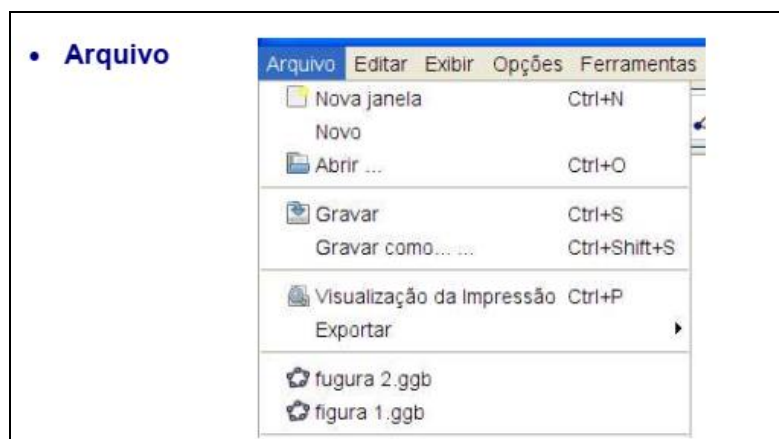 • Arquivo
Arquivo Editar Exibir Opções Ferramentas
Nova janela Ctrl+N
Novo
Abrir ... Ctrl+O
Gravar Ctrl+S
Gravar como... ... Ctrl+Shift+S
Visualização da Impressão Ctrl+P
Exportar
fugura 2.ggb
figura 1.ggb